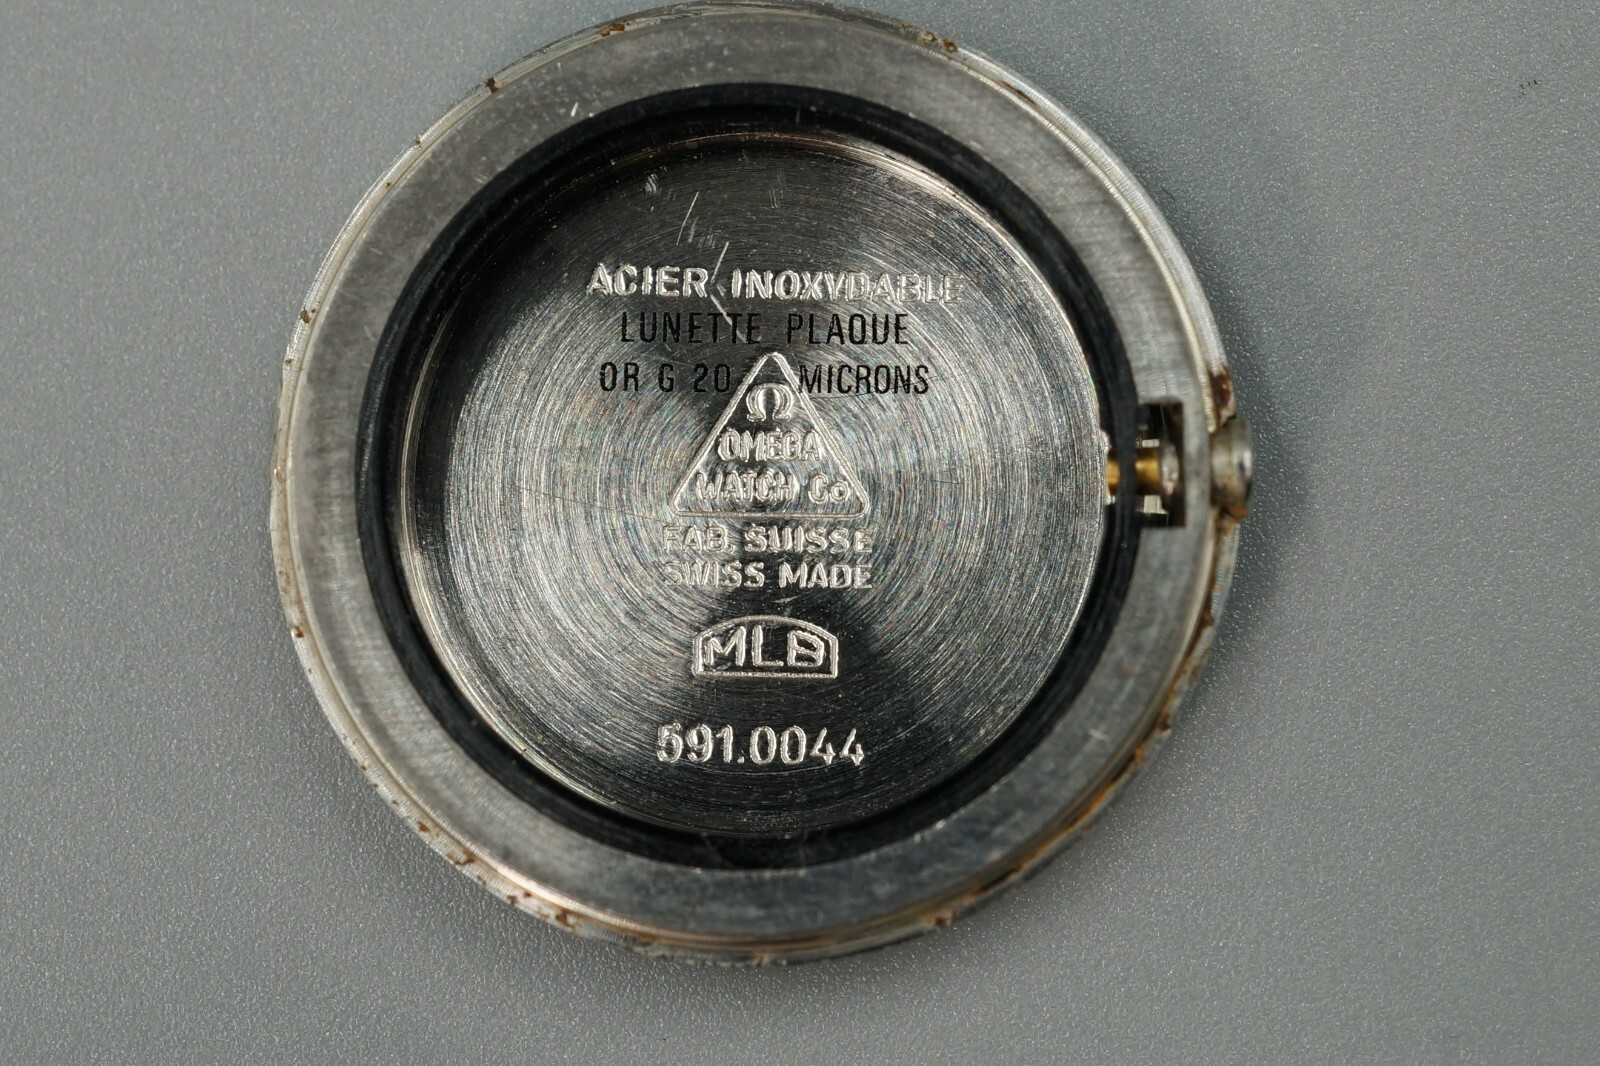 ACIER INOXYDABLE
LUNETTE PLAQUE
OR G 20 MICRONS
Ω
OMEGA
WATCH Co
FAB. SUISSE
SWISS MADE
MLB
591.0044